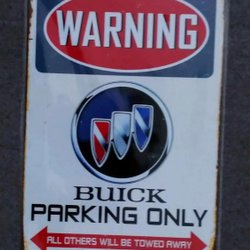 WARNING
BUICK
PARKING ONLY
ALL OTHERS WILL BE TOWED AWAY